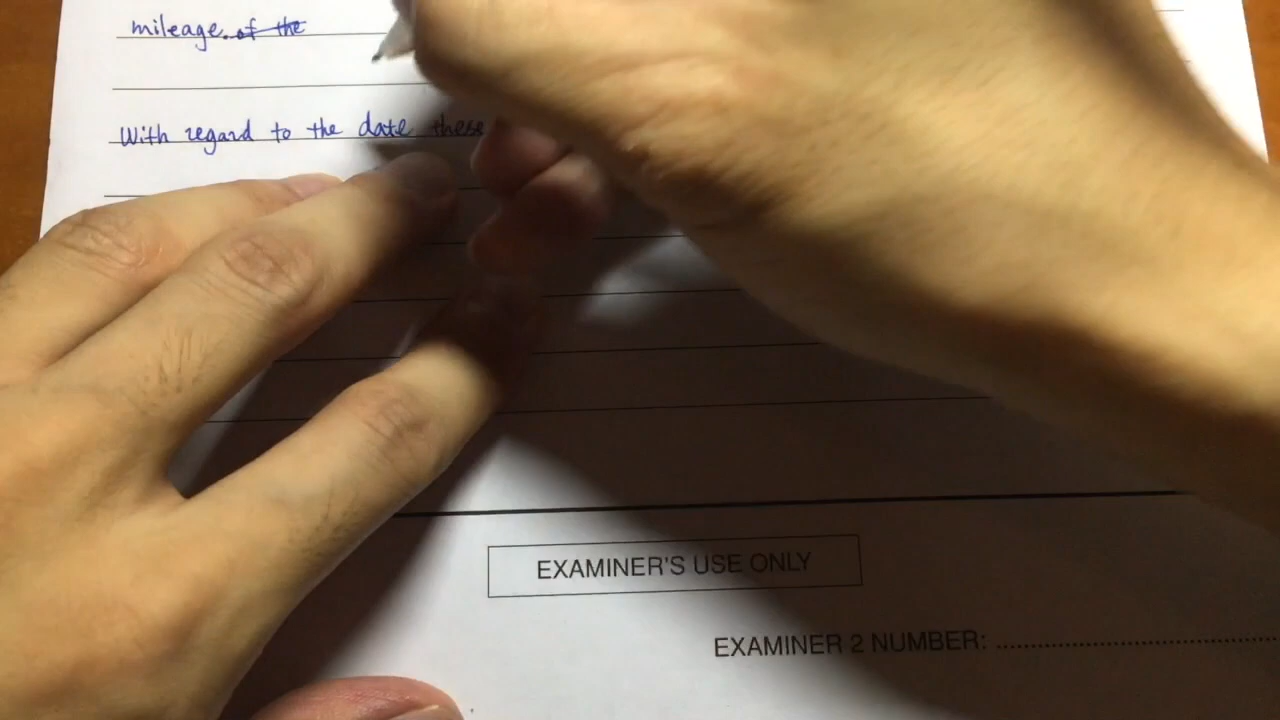 mileage. of the
With regard to the date these
EXAMINER'S USE ONLY
EXAMINER 2 NUMBER: